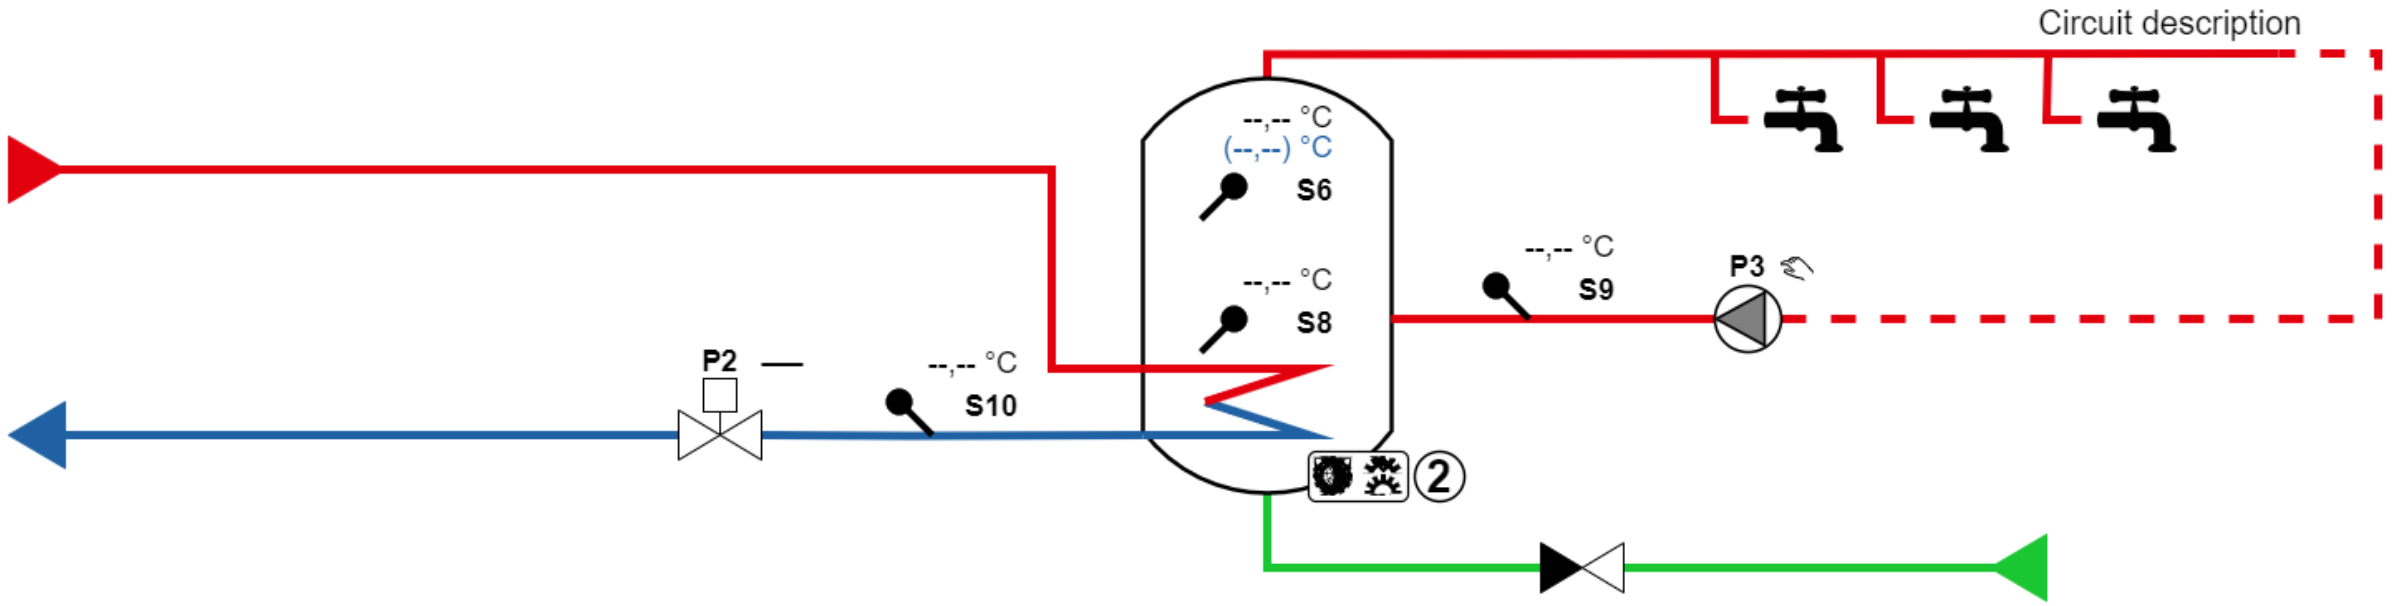 Circuit description
--,-- °C
(--,--) °C
S6
--,-- °C
S8
--,-- °C
S9
P3
P2
--,-- °C
S10
2